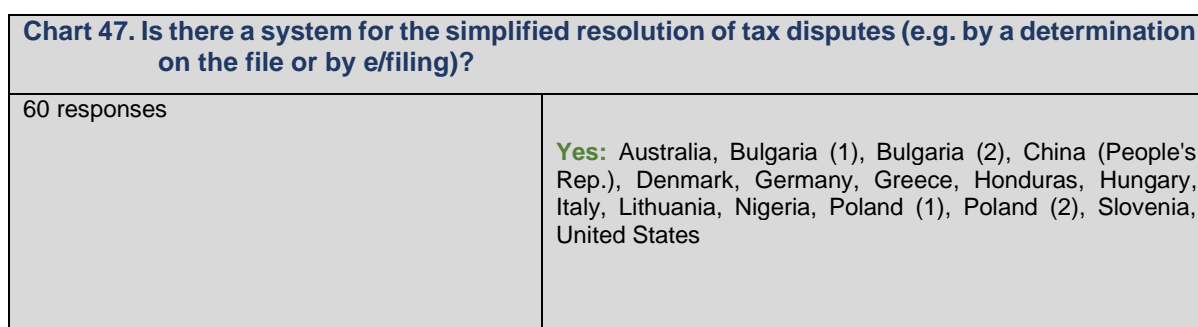 Chart 47. Is there a system for the simplified resolution of tax disputes (e.g. by a determination
on the file or by e/filing)?
60 responses
Yes: Australia, Bulgaria (1), Bulgaria (2), China (People's
Rep.), Denmark, Germany, Greece, Honduras, Hungary,
Italy, Lithuania, Nigeria, Poland (1), Poland (2), Slovenia,
United States